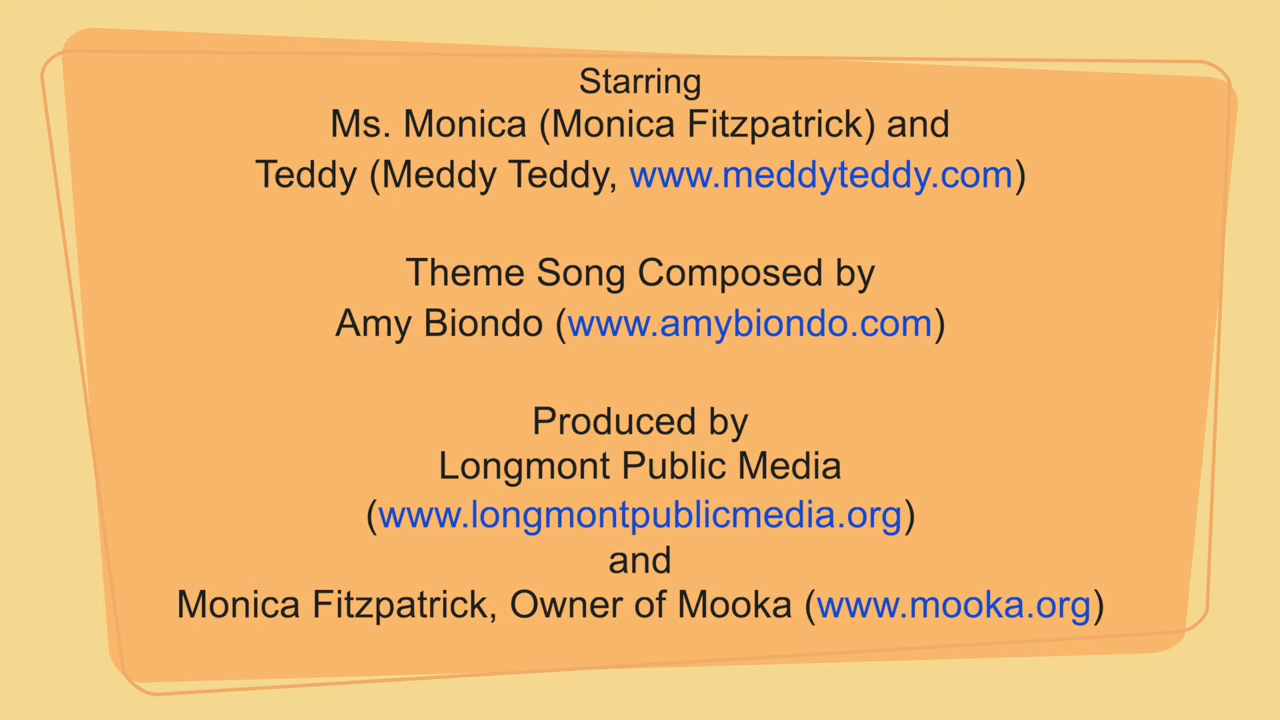 Starring
Ms. Monica (Monica Fitzpatrick) and
Teddy (Meddy Teddy, www.meddyteddy.com)
Theme Song Composed by
Amy Biondo (www.amybiondo.com)
Produced by
Longmont Public Media
(www.longmontpublicmedia.org)
and
Monica Fitzpatrick, Owner of Mooka (www.mooka.org)